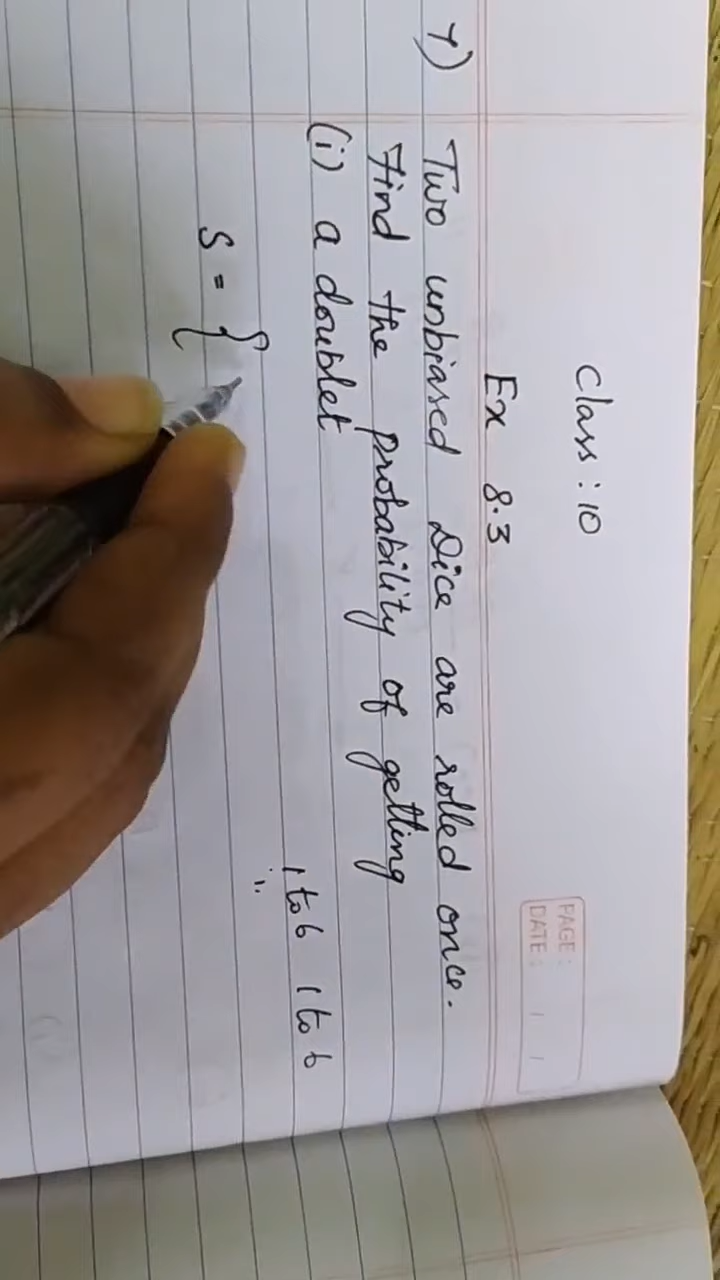 Class : 10
Ex 8.3
PAGE :
DATE : / /
7) Two unbiased Dice are rolled once.
Find the probability of getting
(i) a doublet
1 to 6 1 to 6
S = {